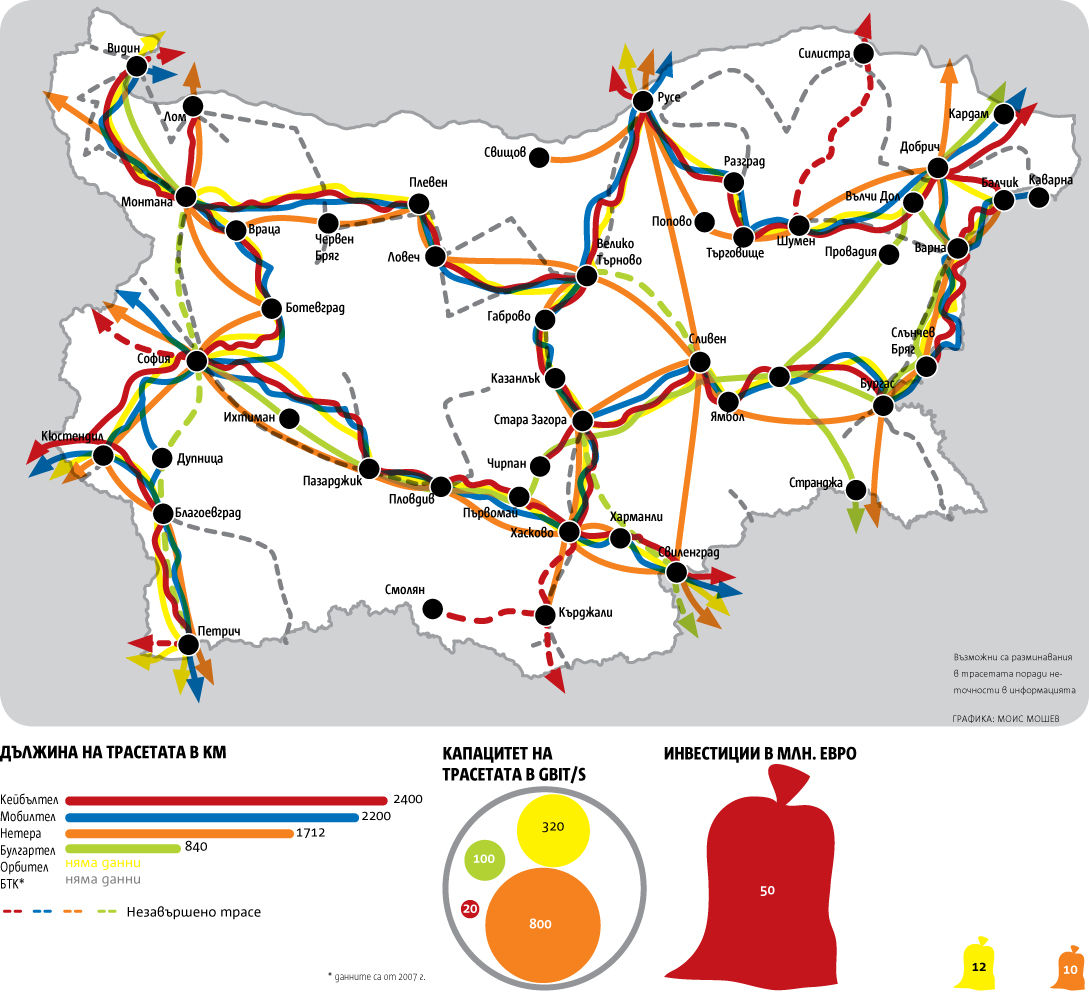 Видин
Силистра
Русе
Лом
Кардам
Свищов
Добрич
Разград
Плевен
Балчик
Каварна
Монтана
Вълчи Дол
Попово
Враца
Червен
Бряг
Шумен
Търговище
Провадия
Варна
Ловеч
Велико
Търново
Ботевград
Габрово
Слънчев
Бряг
София
Сливен
Казанлък
Бургас
Ихтиман
Стара Загора
Ямбол
Кюстендил
Дупница
Чирпан
Пазарджик
Странджа
Пловдив
Първомай
Благоевград
Харманли
Хасково
Свиленград
Смолян
Кърджали
Петрич
Възможни са разминавания
в трасетата поради не-
точности в информацията
ГРАФИКА: МОИС МОШЕВ
ДЪЛЖИНА НА ТРАСЕТАТА В КМ
Кейбълтел 2400
Мобилтел 2200
Нетера 1712
Булгартел 840
Орбител няма данни
БТК* няма данни
Незавършено трасе
* данните са от 2007 г.
КАПАЦИТЕТ НА
ТРАСЕТАТА В GBIT/S
320
100
20
800
ИНВЕСТИЦИИ В МЛН. ЕВРО
50
12
10